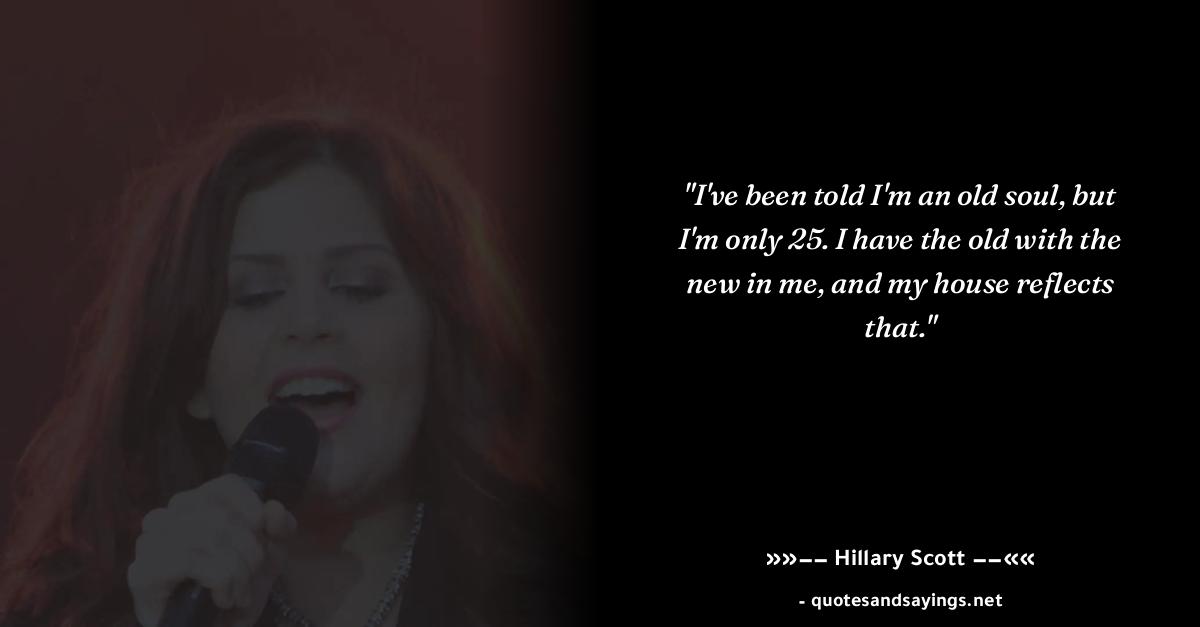 "I've been told I'm an old soul, but
I'm only 25. I have the old with the
new in me, and my house reflects
that."
»»–– Hillary Scott ––««
- quotesandsayings.net